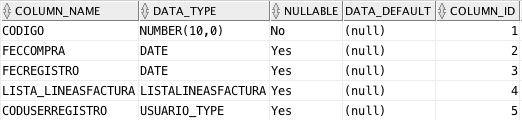 COLUMN_NAME DATA_TYPE NULLABLE DATA_DEFAULT COLUMN_ID
CODIGO NUMBER(10,0) No (null) 1
FECCOMPRA DATE Yes (null) 2
FECREGISTRO DATE Yes (null) 3
LISTA_LINEASFACTURA LISTALINEASFACTURA Yes (null) 4
CODUSERREGISTRO USUARIO_TYPE Yes (null) 5